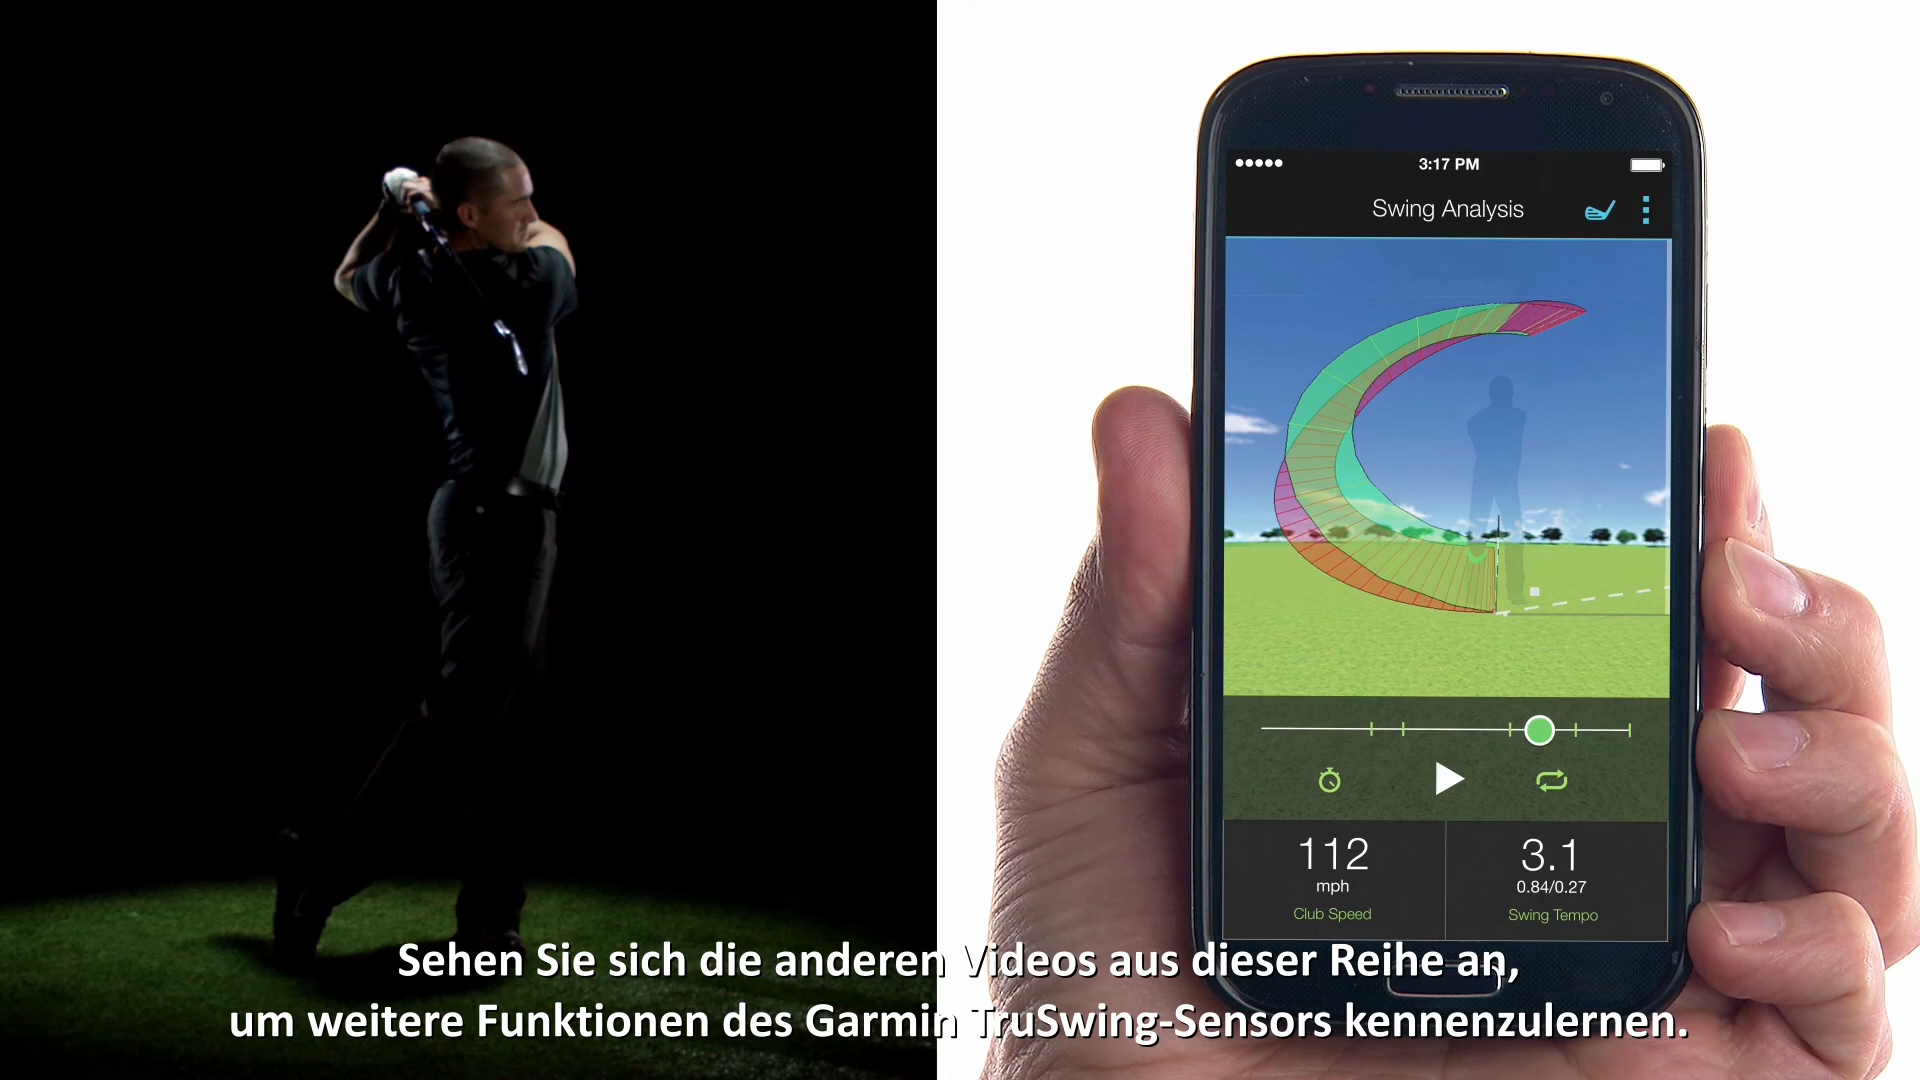 3:17 PM
Swing Analysis
112
3.1
mph
0.84/0.27
Club Speed
Swing Tempo
Sehen Sie sich die anderen Videos aus dieser Reihe an,
um weitere Funktionen des Garmin TruSwing-Sensors kennenzulernen.